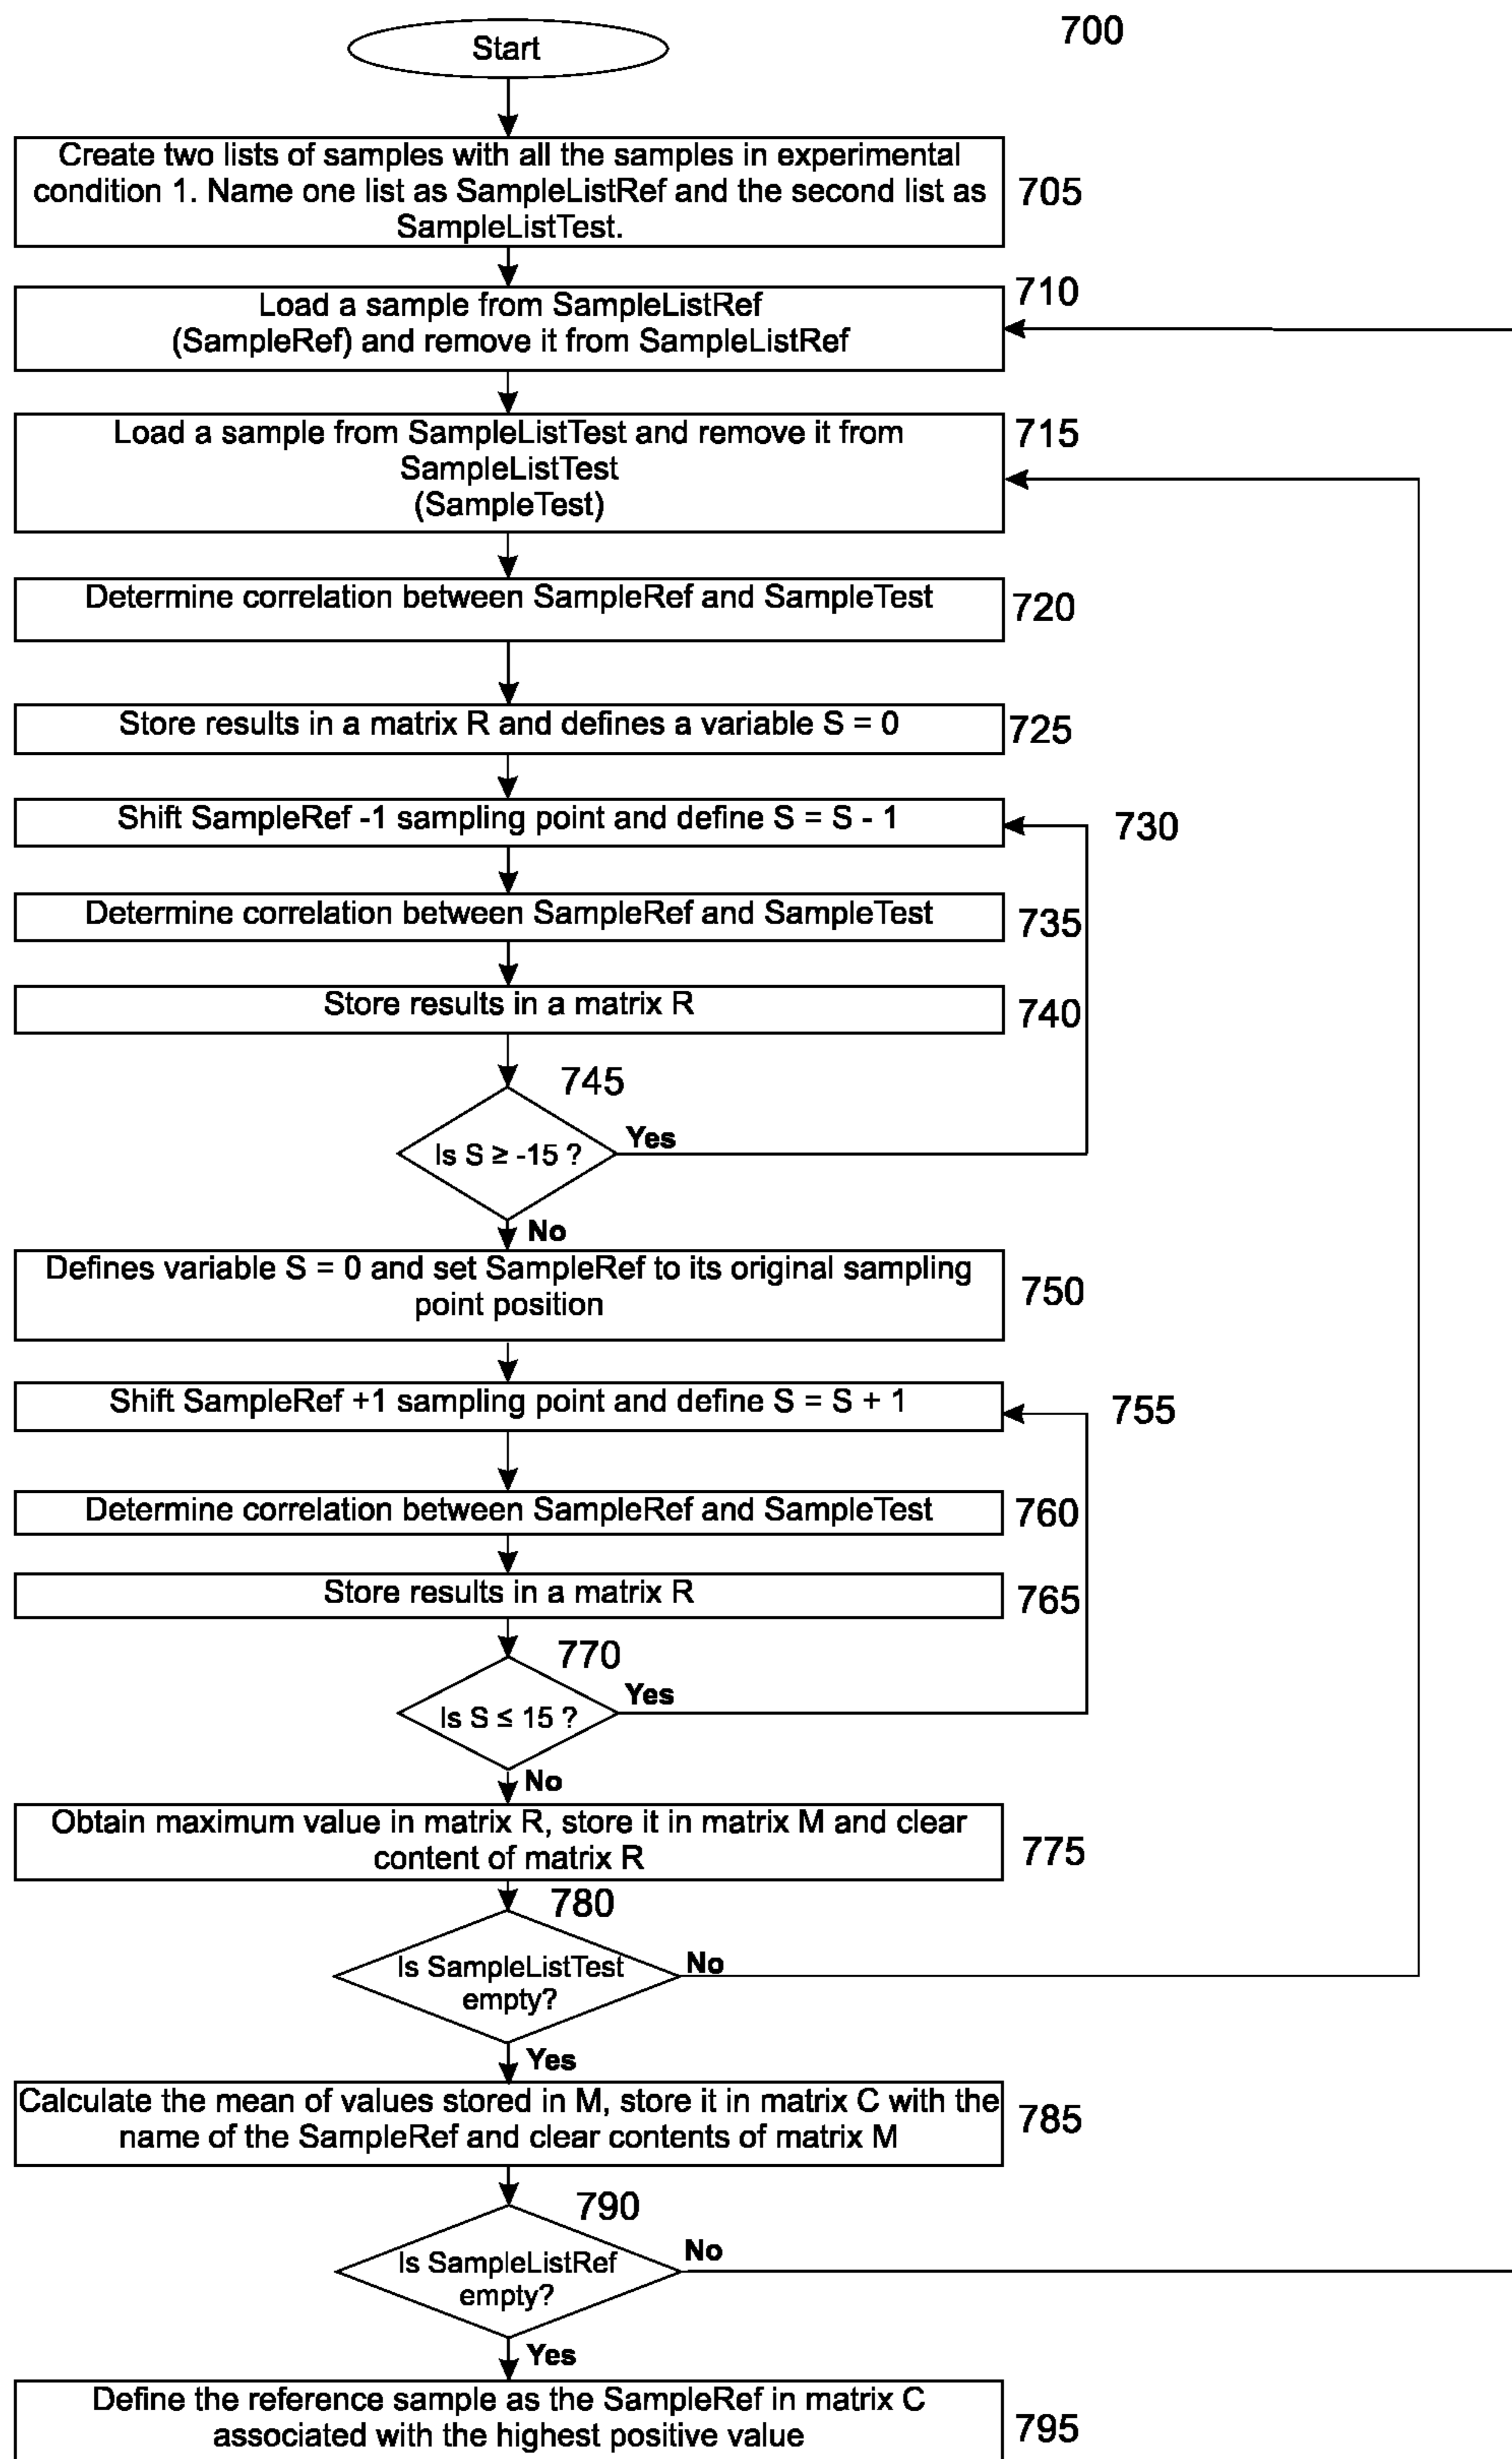 700
Start
Create two lists of samples with all the samples in experimental
condition 1. Name one list as SampleListRef and the second list as
SampleListTest.
705
Load a sample from SampleListRef
(SampleRef) and remove it from SampleListRef
710
Load a sample from SampleListTest and remove it from
SampleListTest
(SampleTest)
715
Determine correlation between SampleRef and SampleTest
720
Store results in a matrix R and defines a variable S = 0
725
Shift SampleRef -1 sampling point and define S = S - 1
730
Determine correlation between SampleRef and SampleTest
735
Store results in a matrix R
740
745
Is S ≥ -15 ?
Yes
No
Defines variable S = 0 and set SampleRef to its original sampling
point position
750
Shift SampleRef +1 sampling point and define S = S + 1
755
Determine correlation between SampleRef and SampleTest
760
Store results in a matrix R
765
770
Is S ≤ 15 ?
Yes
No
Obtain maximum value in matrix R, store it in matrix M and clear
content of matrix R
775
780
Is SampleListTest
empty?
No
Yes
Calculate the mean of values stored in M, store it in matrix C with the
name of the SampleRef and clear contents of matrix M
785
790
Is SampleListRef
empty?
No
Yes
Define the reference sample as the SampleRef in matrix C
associated with the highest positive value
795